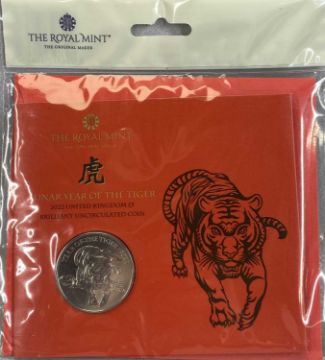 THE ROYAL MINT®
THE ORIGINAL MAKER
THE ROYAL MINT
虎
UNAR YEAR OF THE TIGER
2022 UNITED KINGDOM £5
BRILLIANT UNCIRCULATED COIN